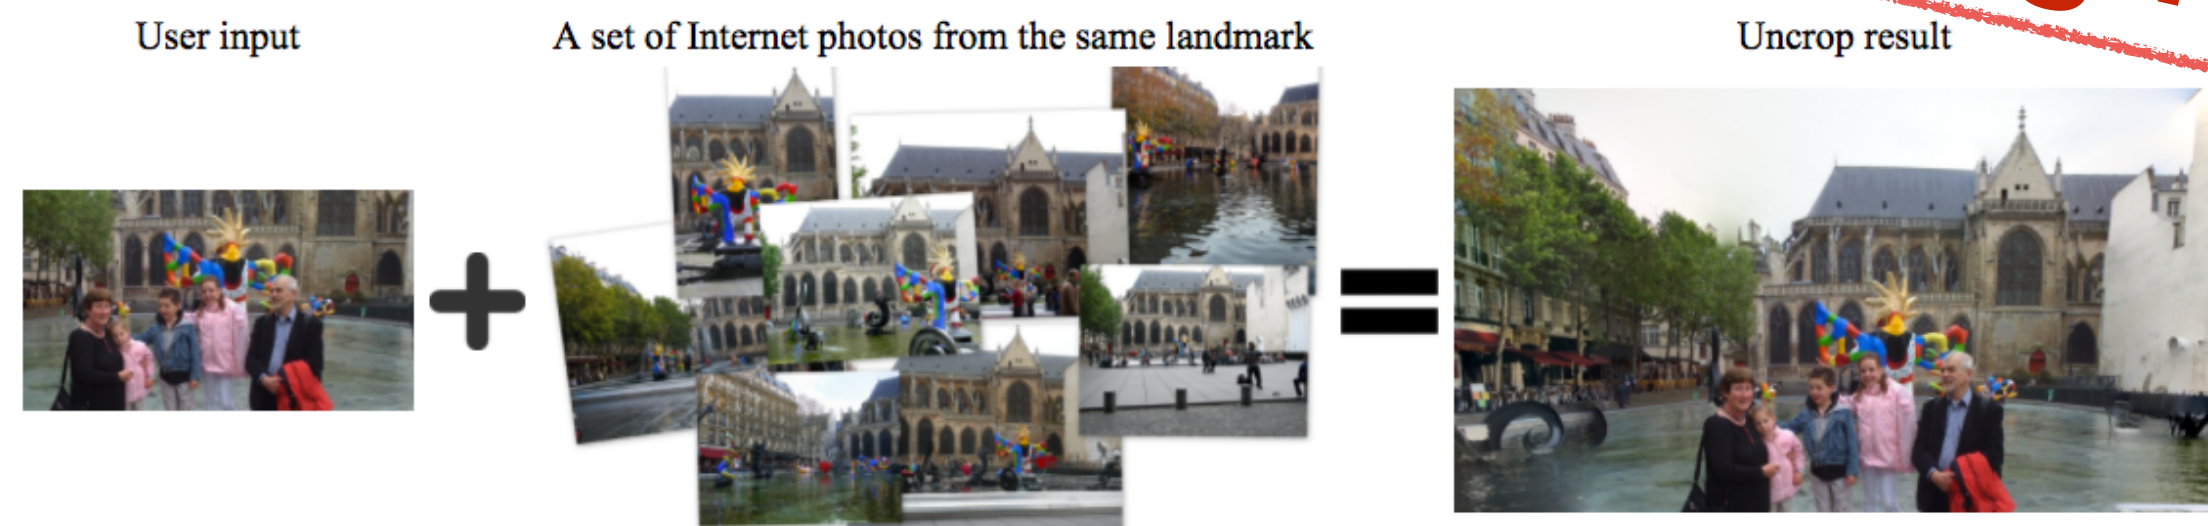 User input
A set of Internet photos from the same landmark
Uncrop result